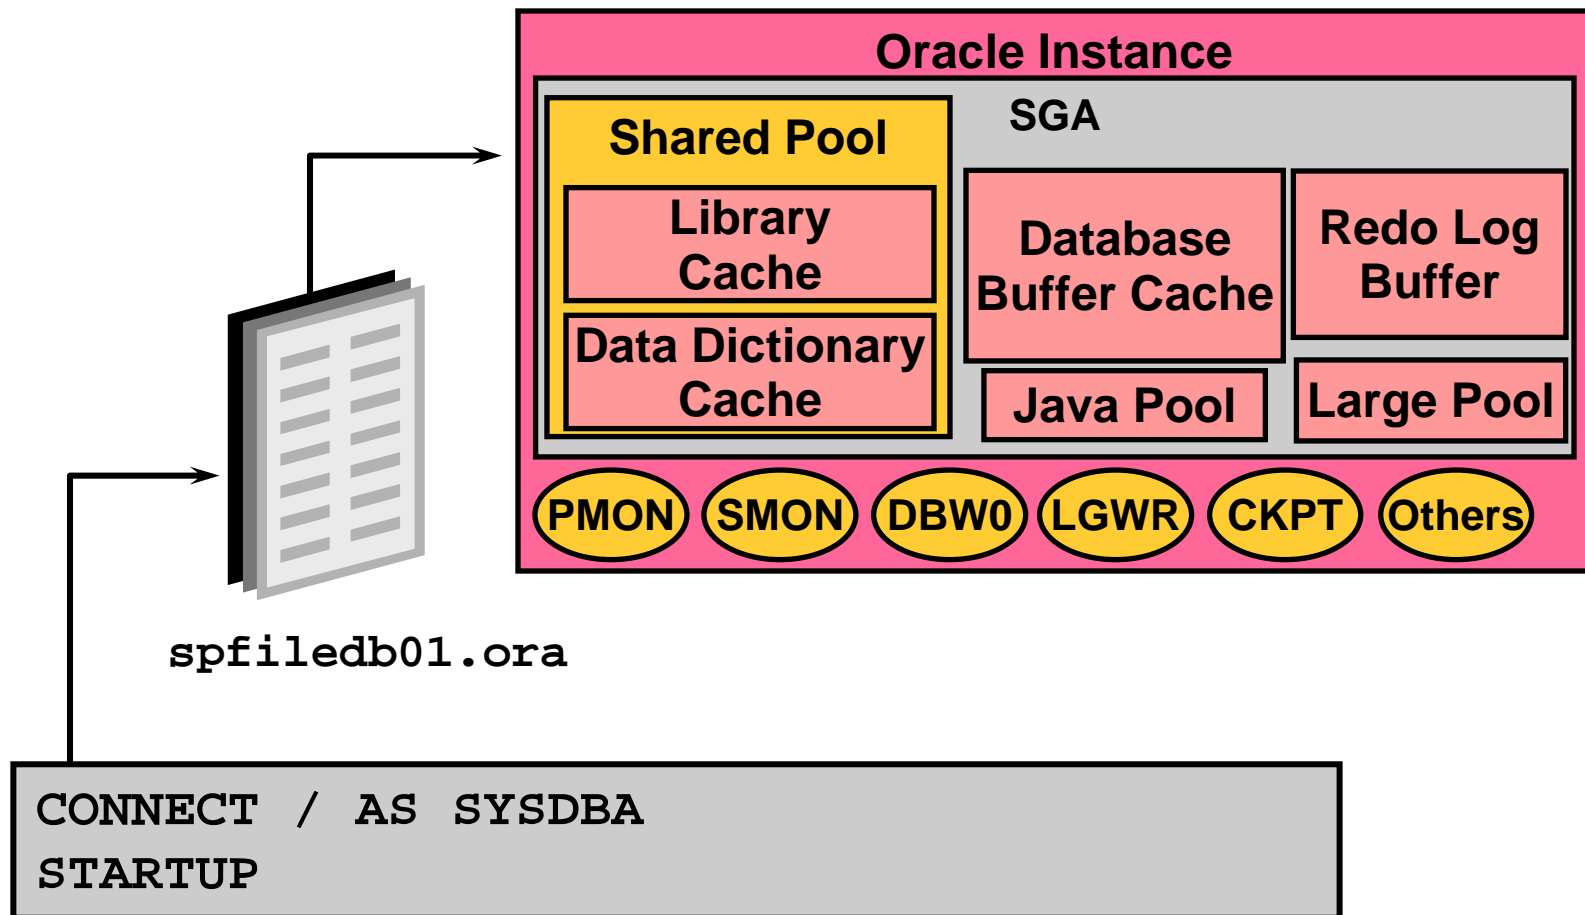 Oracle Instance
SGA
Shared Pool
Library
Cache
Data Dictionary
Cache
Database
Buffer Cache
Redo Log
Buffer
Java Pool
Large Pool
PMON
SMON
DBW0
LGWR
CKPT
Others
spfiledb01.ora
CONNECT / AS SYSDBA
STARTUP